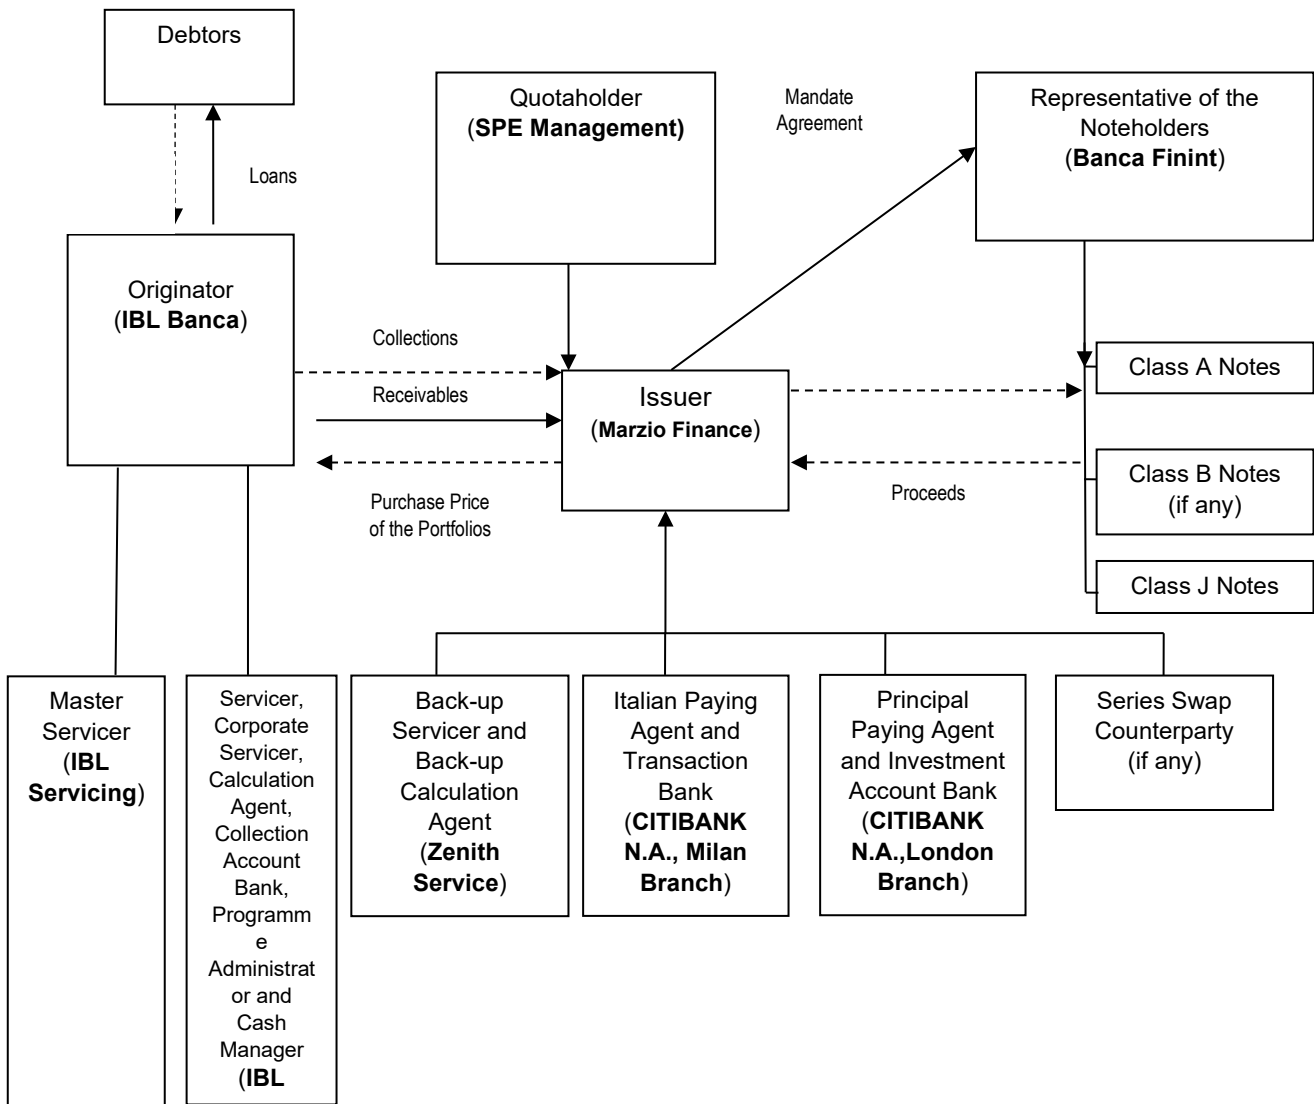 Debtors
Loans
Originator
(IBL Banca)
Quotaholder
(SPE Management)
Mandate
Agreement
Representative of the
Noteholders
(Banca Finint)
Collections
Receivables
Purchase Price
of the Portfolios
Issuer
(Marzio Finance)
Proceeds
Class A Notes
Class B Notes
(if any)
Class J Notes
Master
Servicer
(IBL
Servicing)
Servicer,
Corporate
Servicer,
Calculation
Agent,
Collection
Account
Bank,
Programm
e
Administrat
or and
Cash
Manager
(IBL
Back-up
Servicer and
Back-up
Calculation
Agent
(Zenith
Service)
Italian Paying
Agent and
Transaction
Bank
(CITIBANK
N.A., Milan
Branch)
Principal
Paying Agent
and Investment
Account Bank
(CITIBANK
N.A.,London
Branch)
Series Swap
Counterparty
(if any)